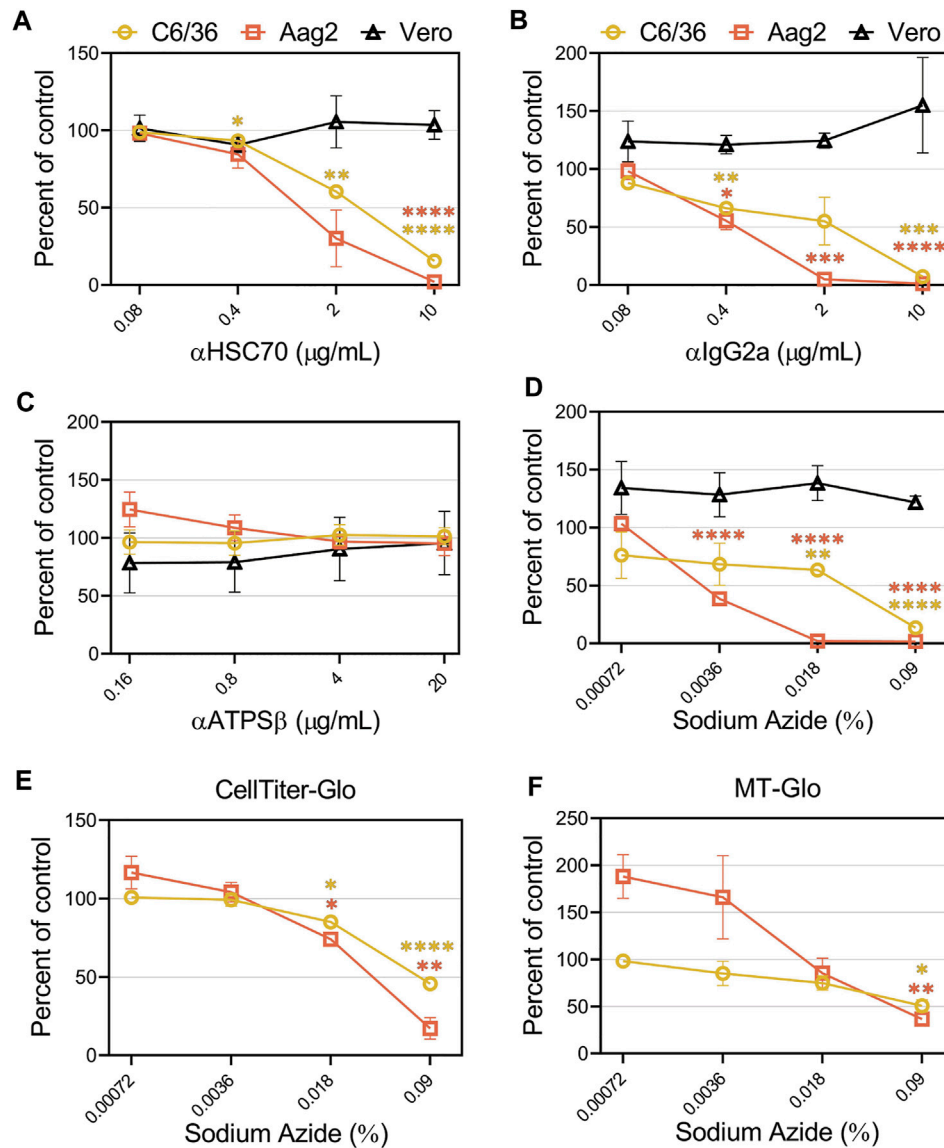 A
C6/36 Aag2 Vero
150
100
50
0
Percent of control
*
**
****
****
0.08 0.4 2 10
αHSC70 (μg/mL)
B
C6/36 Aag2 Vero
200
150
100
50
0
Percent of control
**
*
***
***
****
0.08 0.4 2 10
αIgG2a (μg/mL)
C
200
150
100
50
0
Percent of control
0.16 0.8 4 20
αATPSβ (μg/mL)
D
200
150
100
50
0
Percent of control
****
****
**
****
****
0.00072 0.0036 0.018 0.09
Sodium Azide (%)
E
CellTiter-Glo
150
100
50
0
Percent of control
*
*
****
**
0.00072 0.0036 0.018 0.09
Sodium Azide (%)
F
MT-Glo
250
200
150
100
50
0
Percent of control
*
**
0.00072 0.0036 0.018 0.09
Sodium Azide (%)